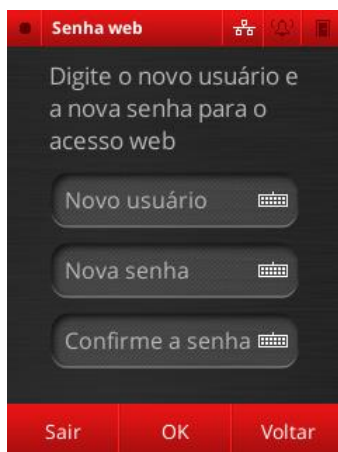 Senha web
Digite o novo usuário e
a nova senha para o
acesso web
Novo usuário
Nova senha
Confirme a senha
Sair OK Voltar